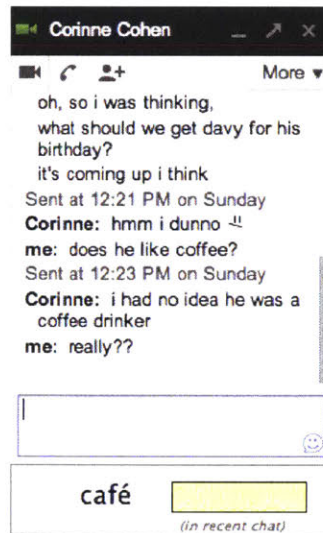 Corinne Cohen
More
oh, so i was thinking,
what should we get davy for his
birthday?
it's coming up i think
Sent at 12:21 PM on Sunday
Corinne: hmm i dunno
me: does he like coffee?
Sent at 12:23 PM on Sunday
Corinne: i had no idea he was a
coffee drinker
me: really??
café
(in recent chat)